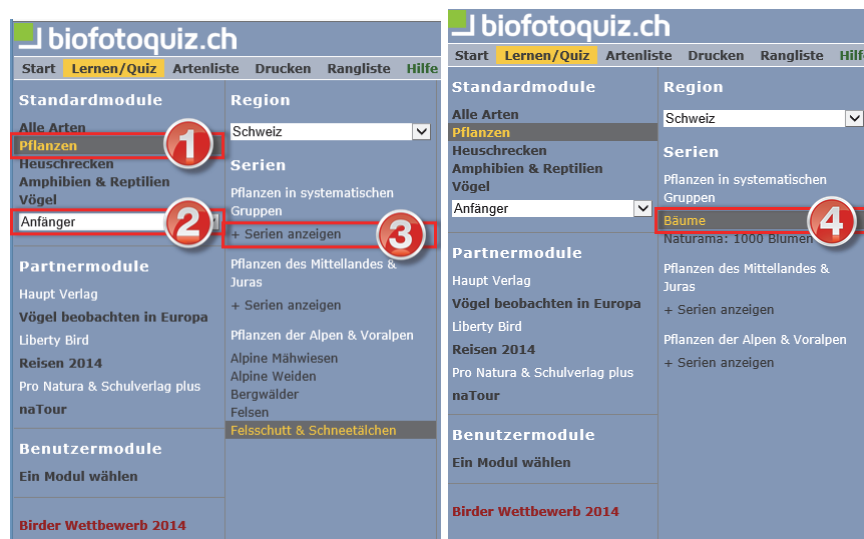 biofotoquiz.ch
Start Lernen/Quiz Artenliste Drucken Rangliste Hilfe
Standardmodule
Alle Arten
Pflanzen
1
Heuschrecken
Amphibien & Reptilien
Vögel
Anfänger
2
Partnermodule
Haupt Verlag
Vögel beobachten in Europa
Liberty Bird
Reisen 2014
Pro Natura & Schulverlag plus
naTour
Benutzermodule
Ein Modul wählen
Birder Wettbewerb 2014
Region
Schweiz
Serien
Pflanzen in systematischen
Gruppen
+ Serien anzeigen
3
Pflanzen des Mittellandes &
Juras
+ Serien anzeigen
Pflanzen der Alpen & Voralpen
Alpine Mähwiesen
Alpine Weiden
Bergwälder
Felsen
Felsschutt & Schneetälchen
biofotoquiz.ch
Start Lernen/Quiz Artenliste Drucken Rangliste Hilf
Standardmodule
Alle Arten
Pflanzen
Heuschrecken
Amphibien & Reptilien
Vögel
Anfänger
Partnermodule
Haupt Verlag
Vögel beobachten in Europa
Liberty Bird
Reisen 2014
Pro Natura & Schulverlag plus
naTour
Benutzermodule
Ein Modul wählen
Birder Wettbewerb 2014
Region
Schweiz
Serien
Pflanzen in systematischen
Gruppen
Bäume
4
Naturama: 1000 Blumen
Pflanzen des Mittellandes &
Juras
+ Serien anzeigen
Pflanzen der Alpen & Voralpen
+ Serien anzeigen